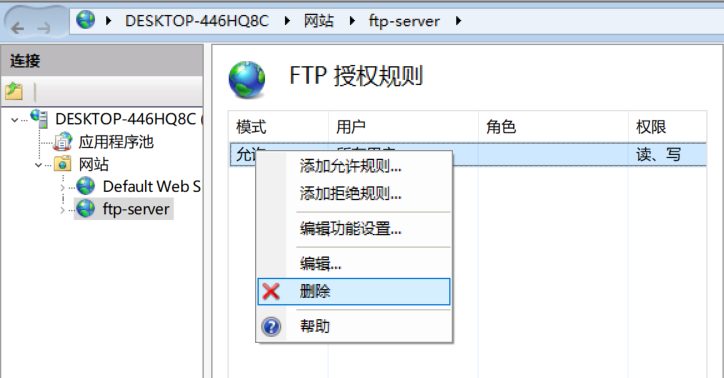 DESKTOP-446HQ8C 网站 ftp-server
连接
FTP 授权规则
DESKTOP-446HQ8C (
应用程序池
网站
Default Web S
ftp-server
模式 用户 角色 权限
允许 读、写
添加允许规则...
添加拒绝规则...
编辑功能设置...
编辑...
删除
帮助